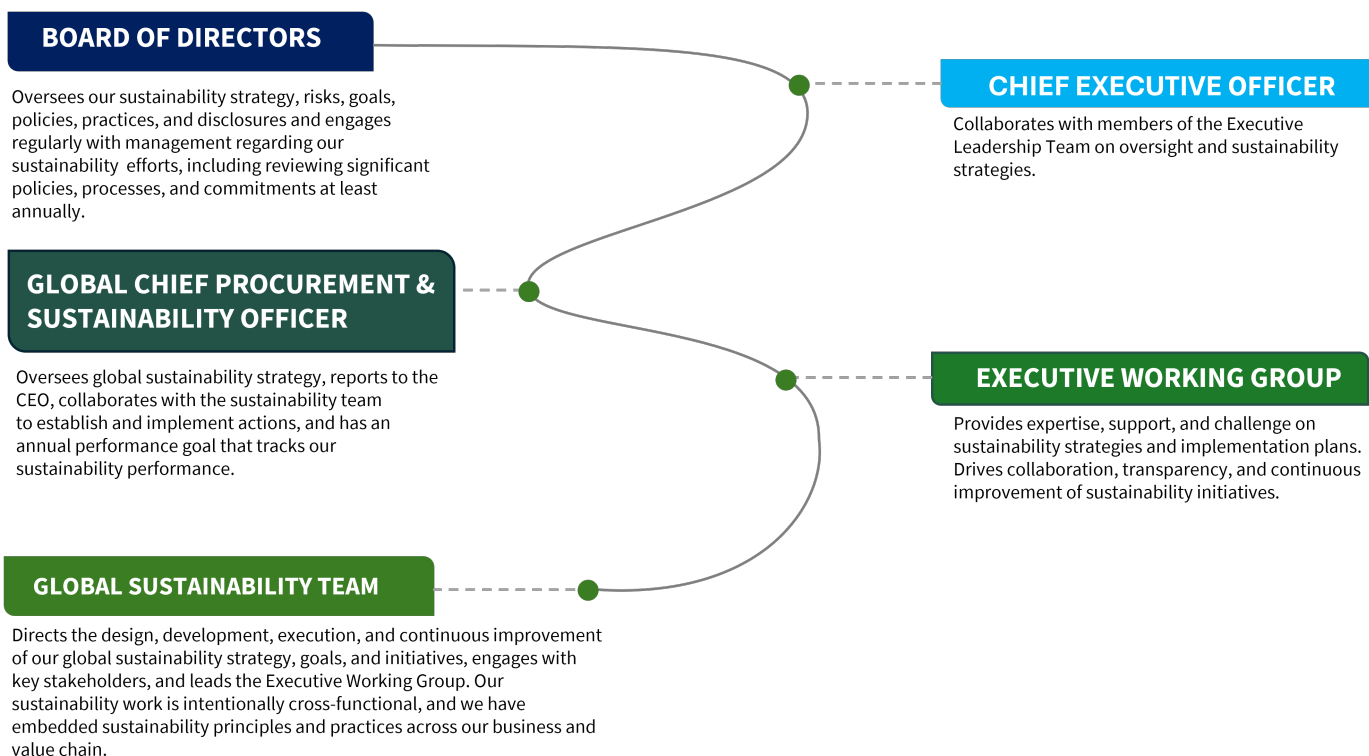 BOARD OF DIRECTORS
Oversees our sustainability strategy, risks, goals,
policies, practices, and disclosures and engages
regularly with management regarding our
sustainability efforts, including reviewing significant
policies, processes, and commitments at least
annually.
CHIEF EXECUTIVE OFFICER
Collaborates with members of the Executive
Leadership Team on oversight and sustainability
strategies.
GLOBAL CHIEF PROCUREMENT &
SUSTAINABILITY OFFICER
Oversees global sustainability strategy, reports to the
CEO, collaborates with the sustainability team
to establish and implement actions, and has an
annual performance goal that tracks our
sustainability performance.
EXECUTIVE WORKING GROUP
Provides expertise, support, and challenge on
sustainability strategies and implementation plans.
Drives collaboration, transparency, and continuous
improvement of sustainability initiatives.
GLOBAL SUSTAINABILITY TEAM
Directs the design, development, execution, and continuous improvement
of our global sustainability strategy, goals, and initiatives, engages with
key stakeholders, and leads the Executive Working Group. Our
sustainability work is intentionally cross-functional, and we have
embedded sustainability principles and practices across our business and
value chain.